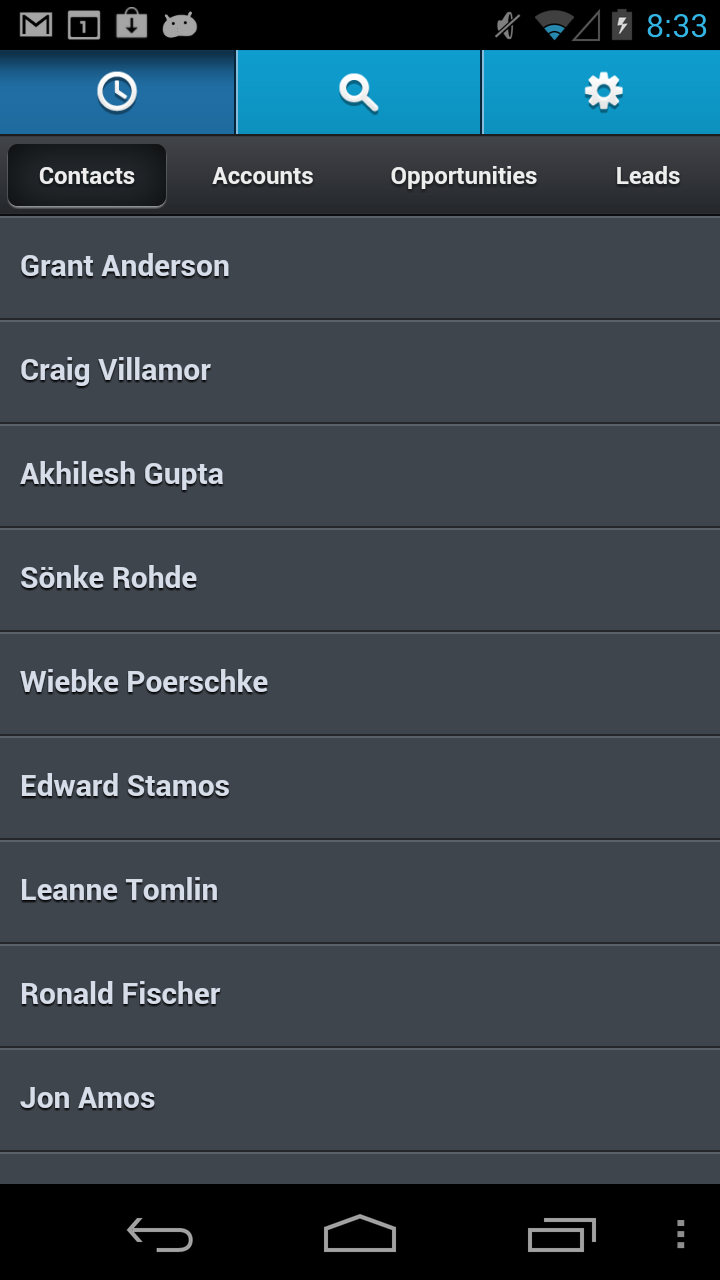 1
8:33
Contacts Accounts Opportunities Leads
Grant Anderson
Craig Villamor
Akhilesh Gupta
Sönke Rohde
Wiebke Poerschke
Edward Stamos
Leanne Tomlin
Ronald Fischer
Jon Amos